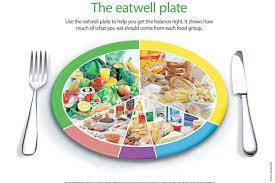 The eatwell plate
Use the eatwell plate to help you get the balance right. It shows how
much of what you eat should come from each food group.